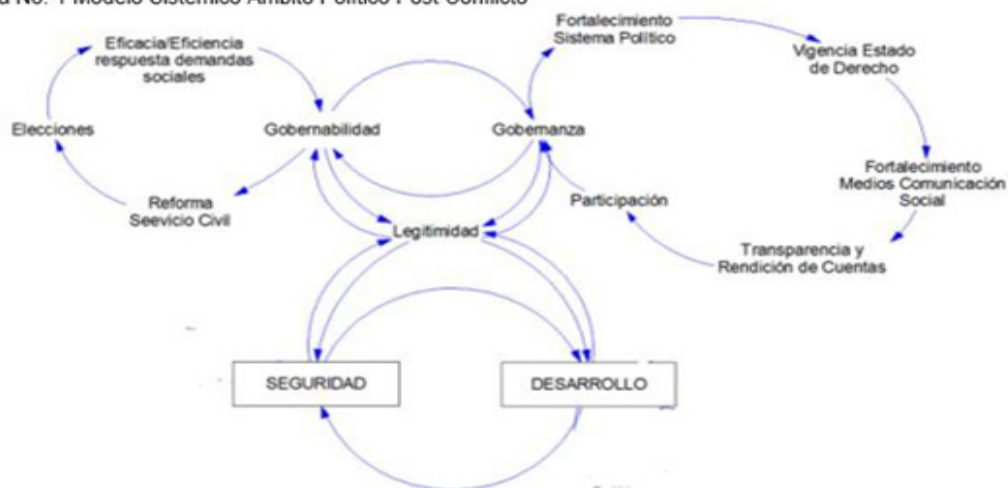 No. 4 Modelo Sistémico Ámbito Político Post Conflicto
Eficacia/Eficiencia
respuesta demandas
sociales
Elecciones
Gobernabilidad
Reforma
Seevicio Civil
Gobernanza
Fortalecimiento
Sistema Político
Vigencia Estado
de Derecho
Fortalecimiento
Medios Comunicación
Social
Transparencia y
Rendición de Cuentas
Participación
Legitimidad
SEGURIDAD
DESARROLLO